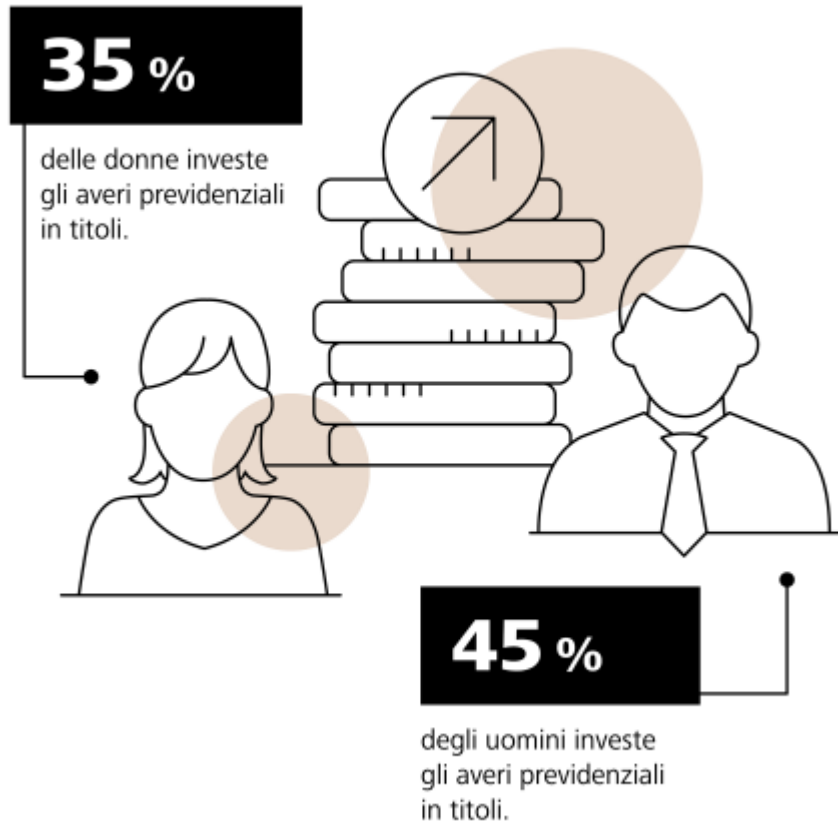 35 %
delle donne investe
gli averi previdenziali
in titoli.
45 %
degli uomini investe
gli averi previdenziali
in titoli.